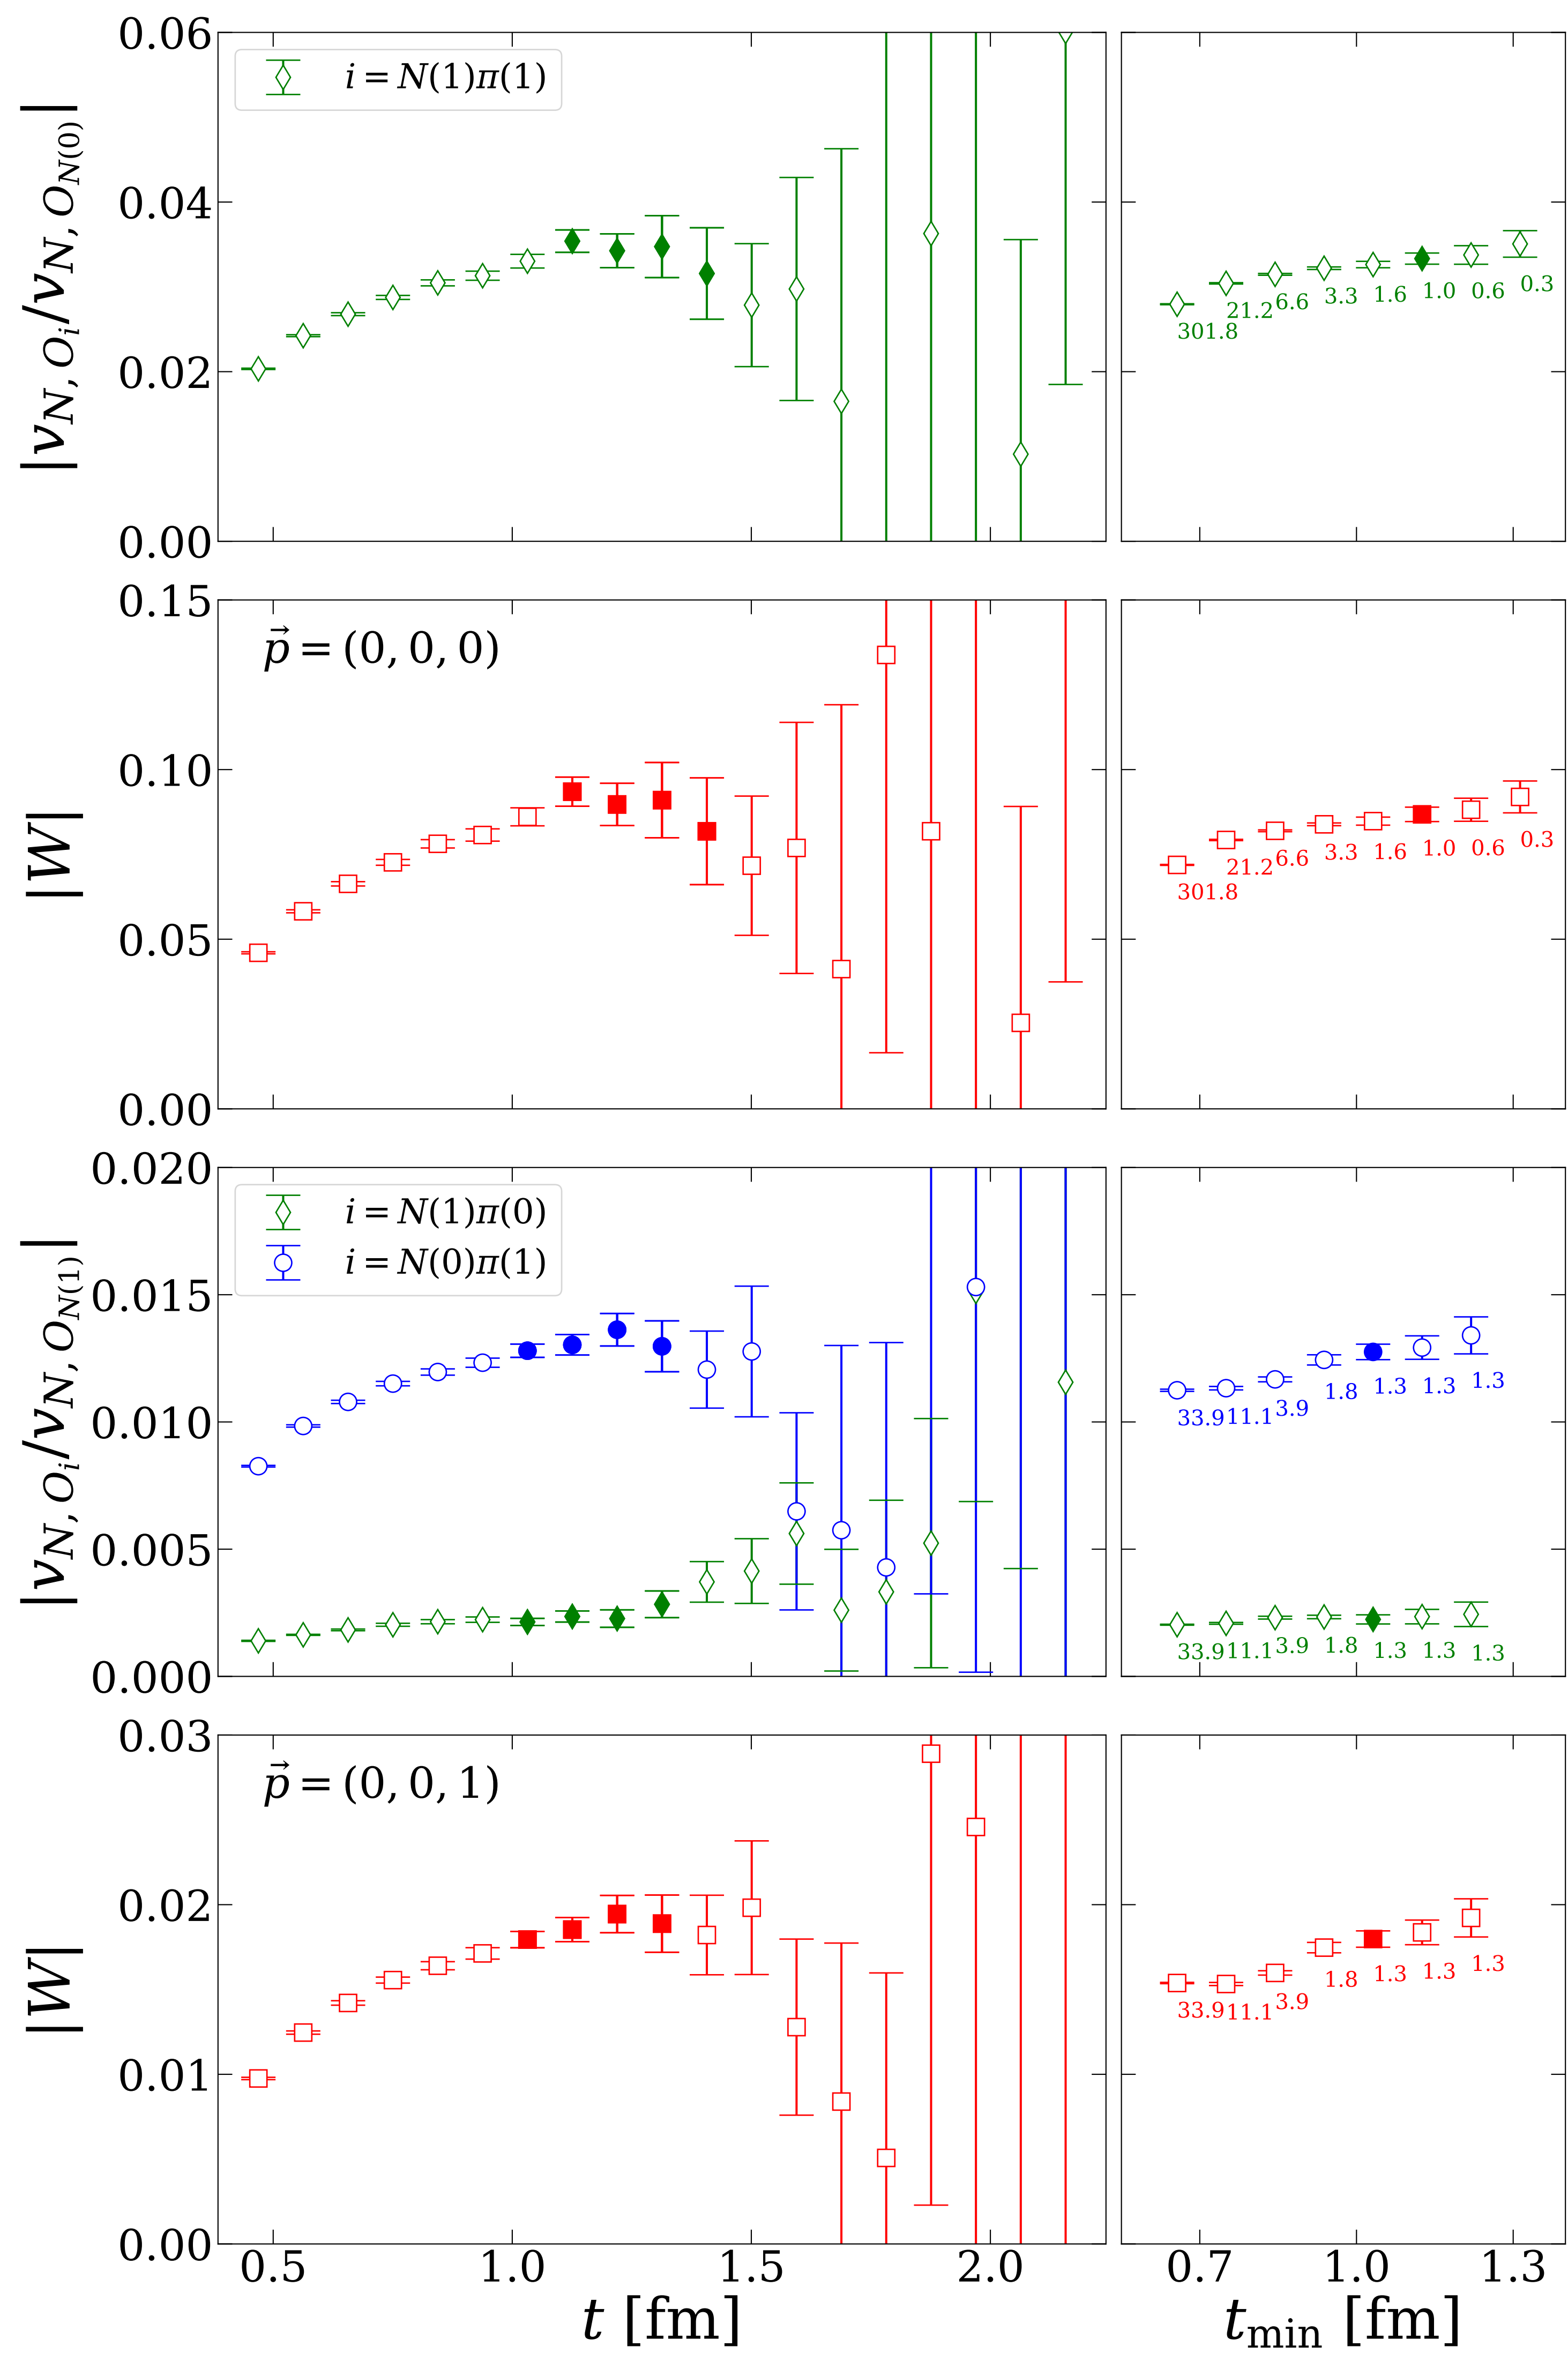 |v_{N, O_i}/v_{N, O_{N(0)}}|
0.06
0.04
0.02
0.00
i = N(1)π(1)
301.8 21.2 6.6 3.3 1.6 1.0 0.6 0.3
|W|
0.15
0.10
0.05
0.00
p⃗ = (0, 0, 0)
301.8 21.2 6.6 3.3 1.6 1.0 0.6 0.3
|v_{N, O_i}/v_{N, O_{N(1)}}|
0.020
0.015
0.010
0.005
0.000
i = N(1)π(0)
i = N(0)π(1)
33.9 11.1 3.9 1.8 1.3 1.3 1.3
33.9 11.1 3.9 1.8 1.3 1.3 1.3
|W|
0.03
0.02
0.01
0.00
p⃗ = (0, 0, 1)
33.9 11.1 3.9 1.8 1.3 1.3 1.3
0.5 1.0 1.5 2.0
t [fm]
0.7 1.0 1.3
t_min [fm]